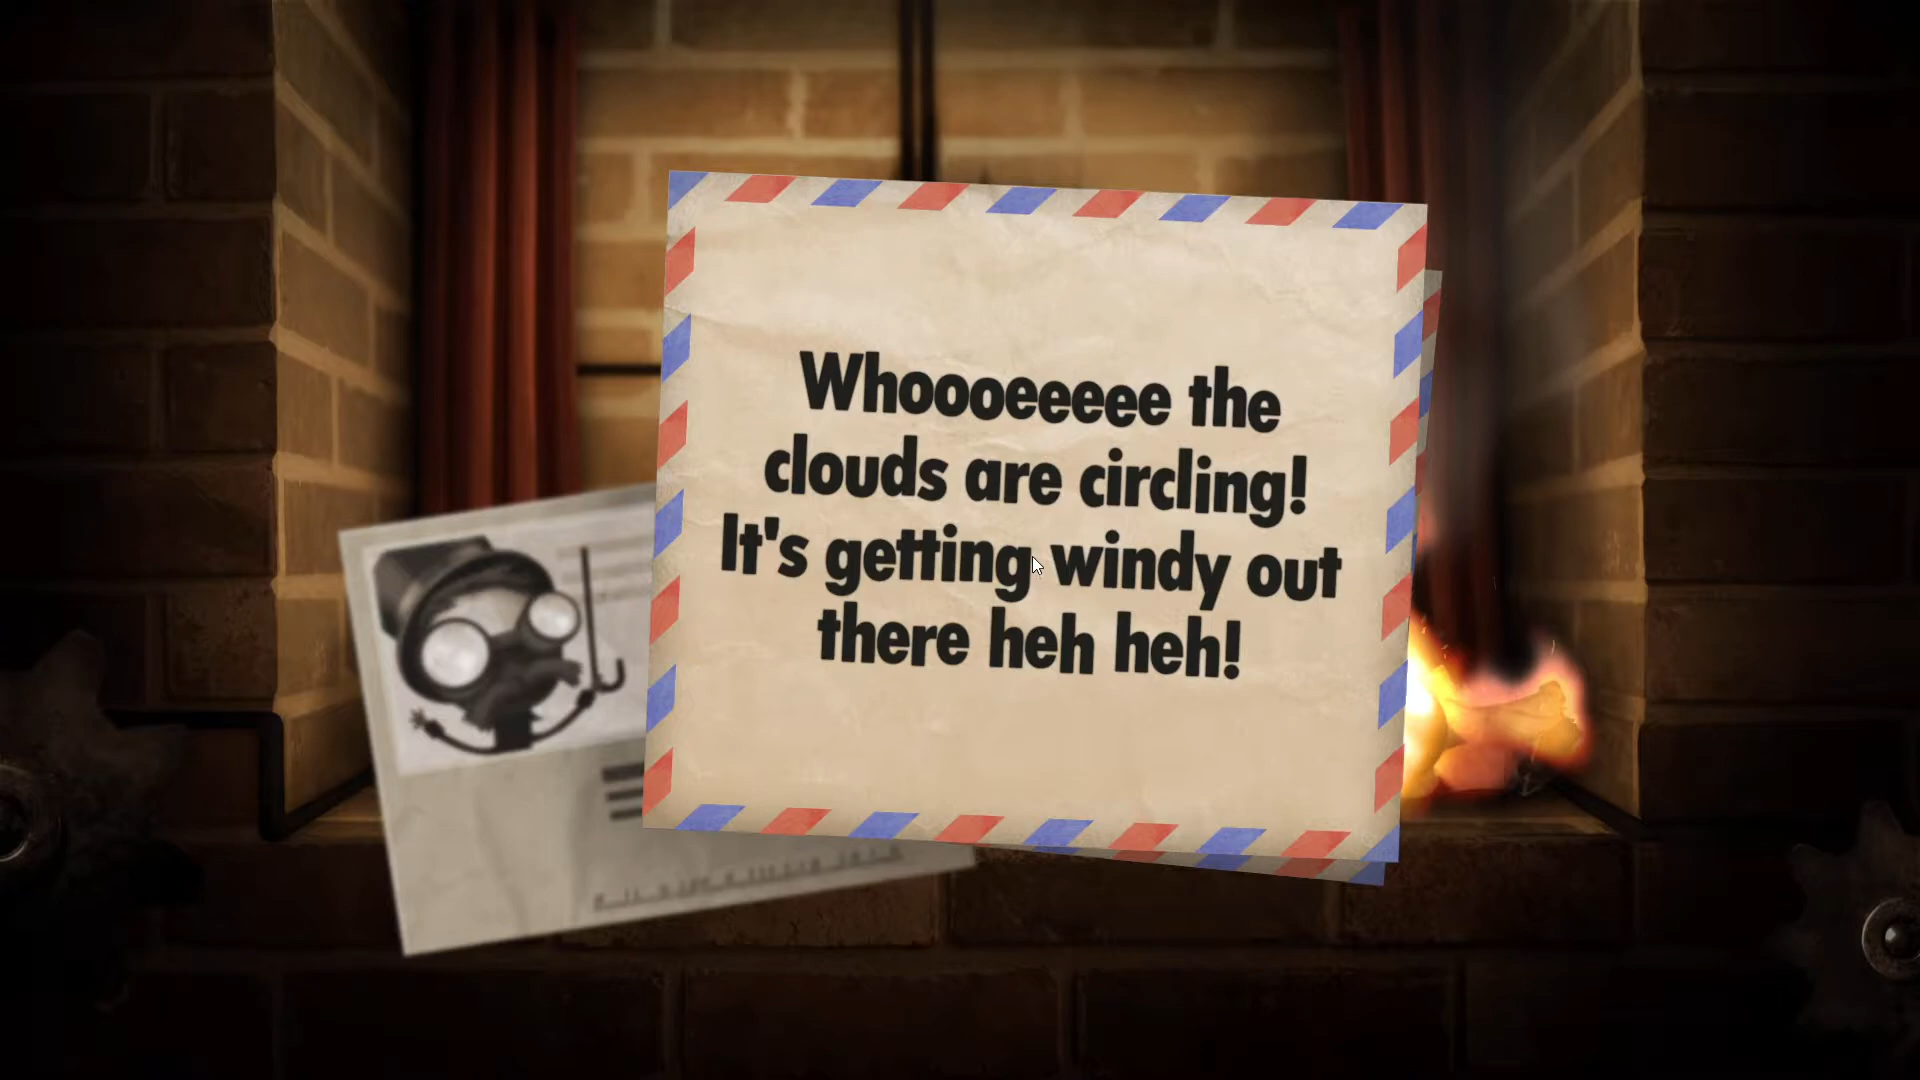 Whoooeeeee the
clouds are circling!
It's getting windy out
there heh heh!